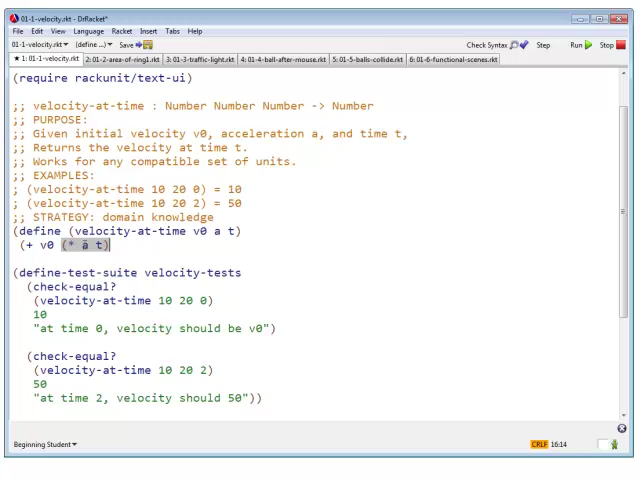 01-1-velocity.rkt - DrRacket*
File Edit View Language Racket Insert Tabs Help
01-1-velocity.rkt (define ...) Save Check Syntax Step Run Stop
★ 1: 01-1-velocity.rkt 2: 01-2-area-of-ring1.rkt 3: 01-3-traffic-light.rkt 4: 01-4-ball-after-mouse.rkt 5: 01-5-balls-collide.rkt 6: 01-6-functional-scenes.rkt
(require rackunit/text-ui)
;; velocity-at-time : Number Number Number -> Number
;; PURPOSE:
;; Given initial velocity v0, acceleration a, and time t,
;; Returns the velocity at time t.
;; Works for any compatible set of units.
;; EXAMPLES:
; (velocity-at-time 10 20 0) = 10
; (velocity-at-time 10 20 2) = 50
;; STRATEGY: domain knowledge
(define (velocity-at-time v0 a t)
(+ v0 (* a t)
(define-test-suite velocity-tests
(check-equal?
(velocity-at-time 10 20 0)
10
"at time 0, velocity should be v0")
(check-equal?
(velocity-at-time 10 20 2)
50
"at time 2, velocity should 50"))
Beginning Student CRLF 16:14